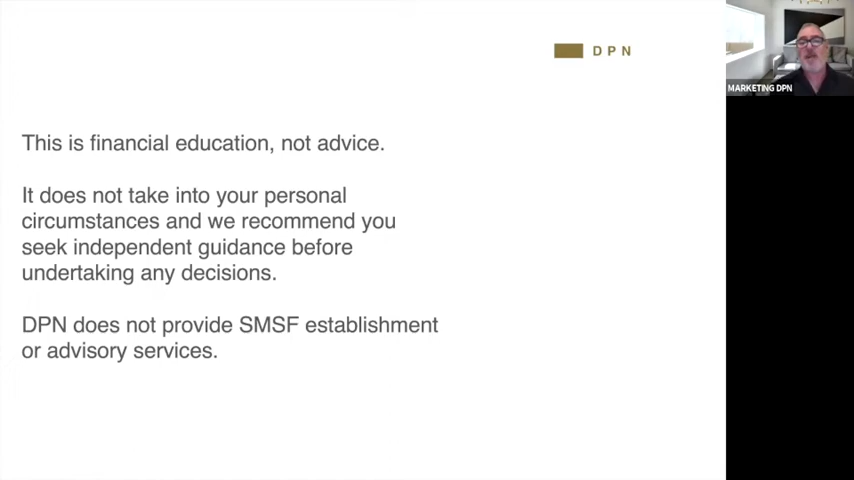 DPN
MARKETING DPN
This is financial education, not advice.
It does not take into your personal
circumstances and we recommend you
seek independent guidance before
undertaking any decisions.
DPN does not provide SMSF establishment
or advisory services.